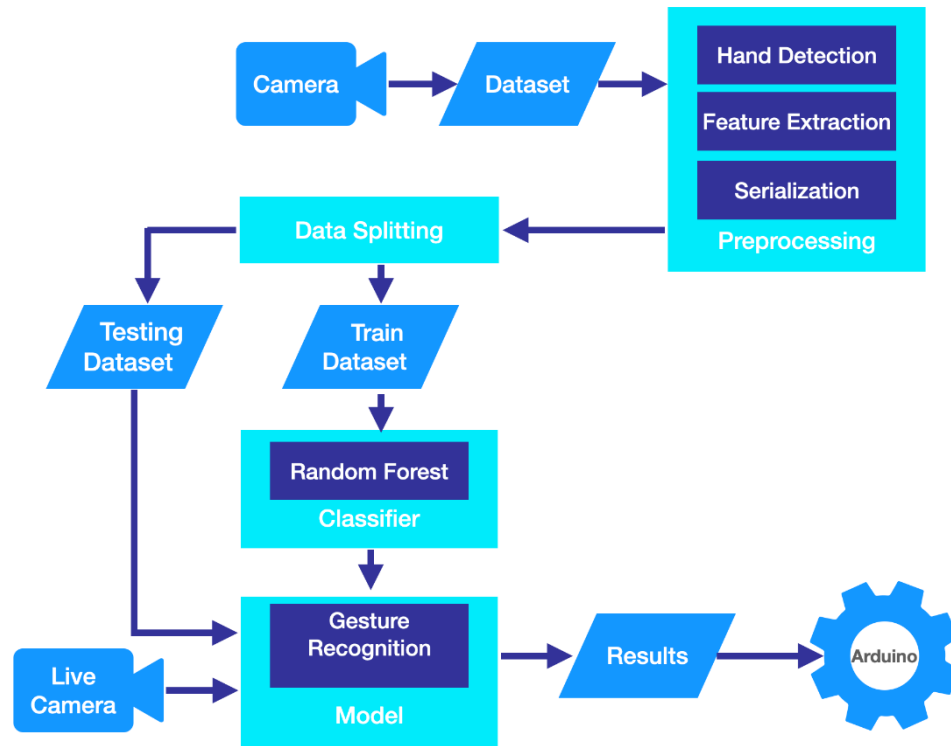 Camera
Dataset
Hand Detection
Feature Extraction
Serialization
Preprocessing
Data Splitting
Testing
Dataset
Train
Dataset
Random Forest
Classifier
Gesture
Recognition
Model
Live
Camera
Results
Arduino